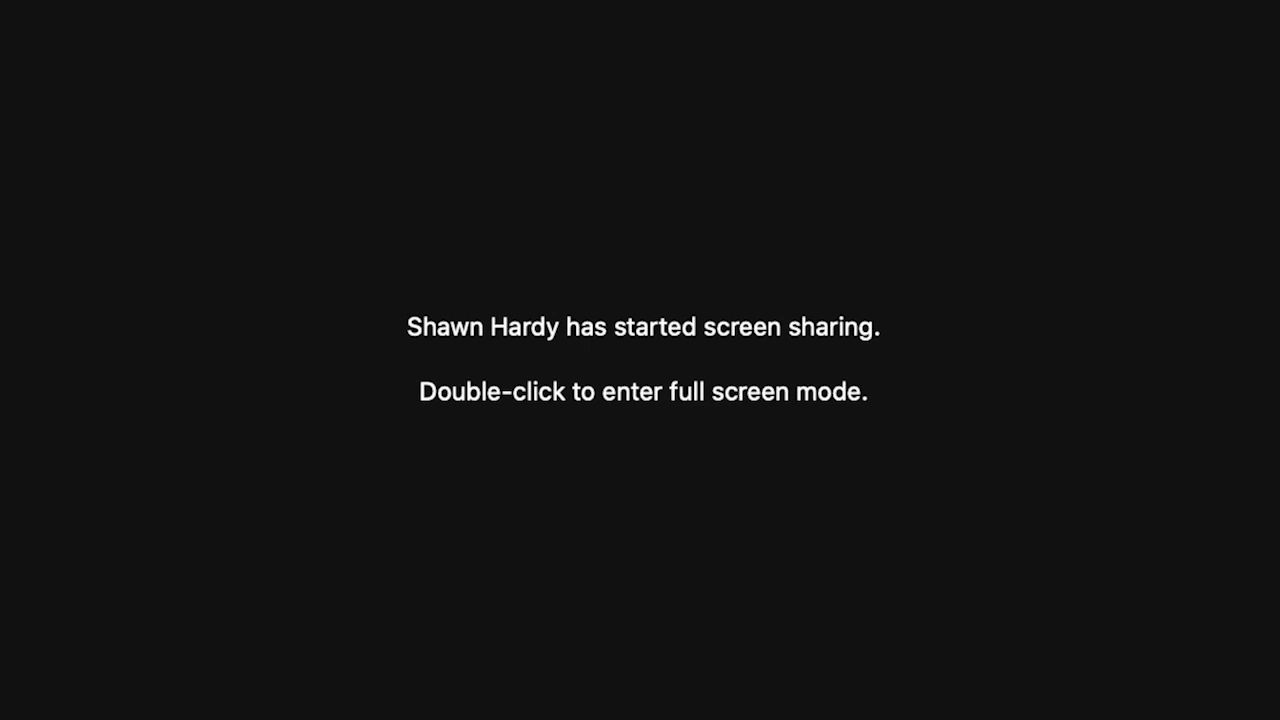 Shawn Hardy has started screen sharing.
Double-click to enter full screen mode.